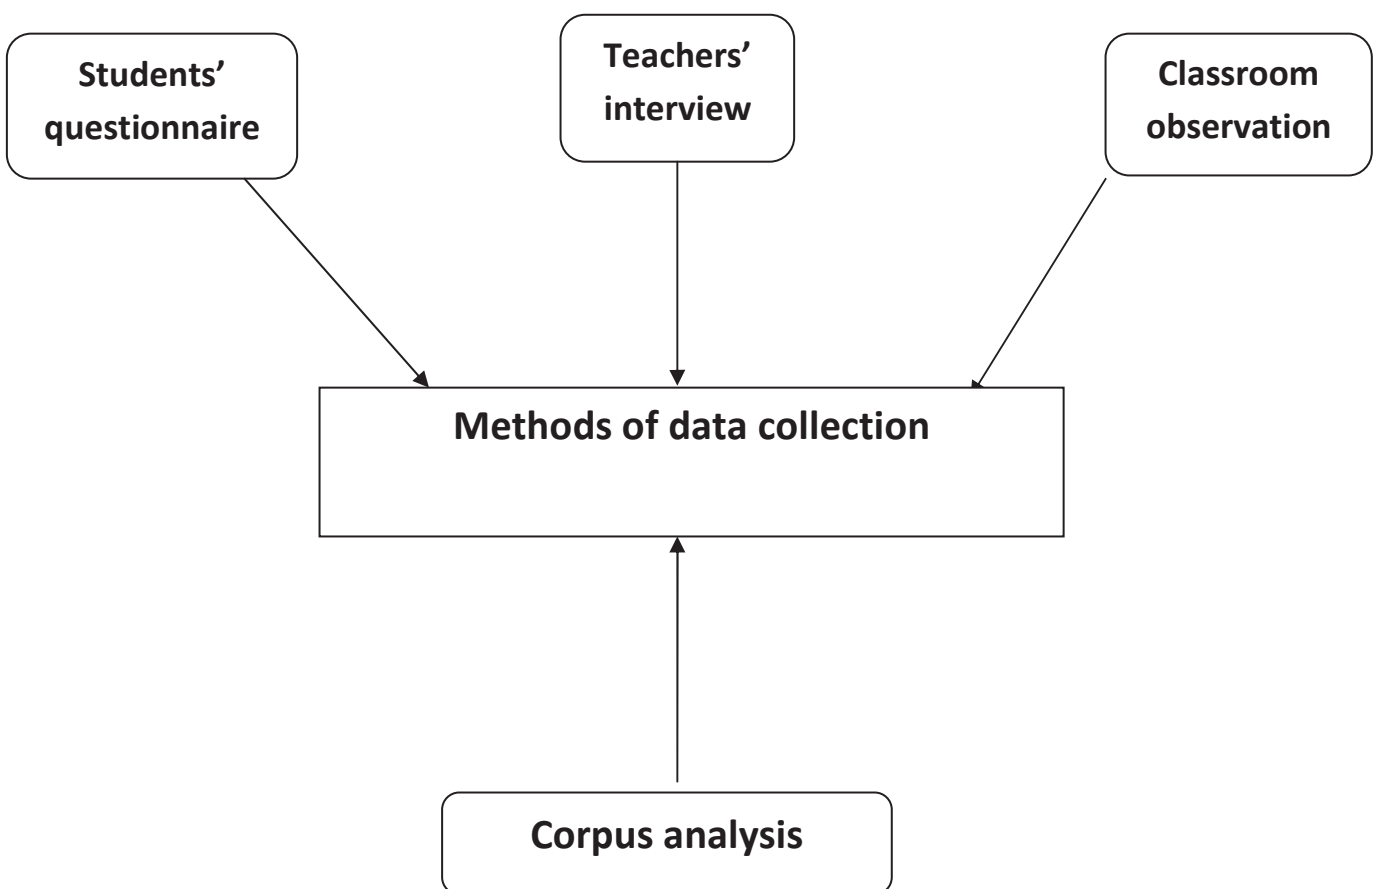 Students’
questionnaire
Teachers’
interview
Classroom
observation
Methods of data collection
Corpus analysis